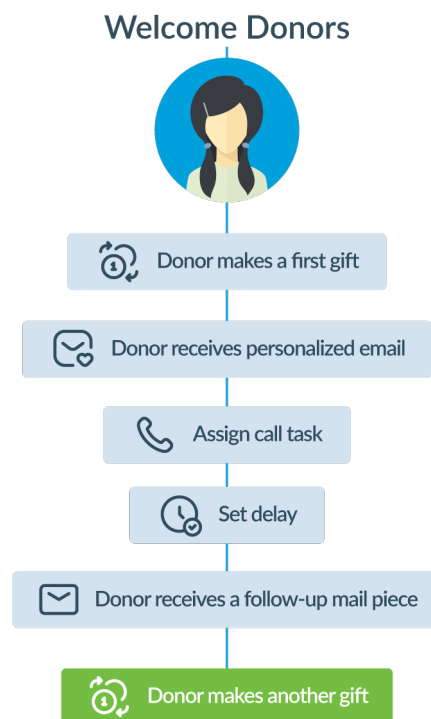 Welcome Donors
Donor makes a first gift
Donor receives personalized email
Assign call task
Set delay
Donor receives a follow-up mail piece
Donor makes another gift